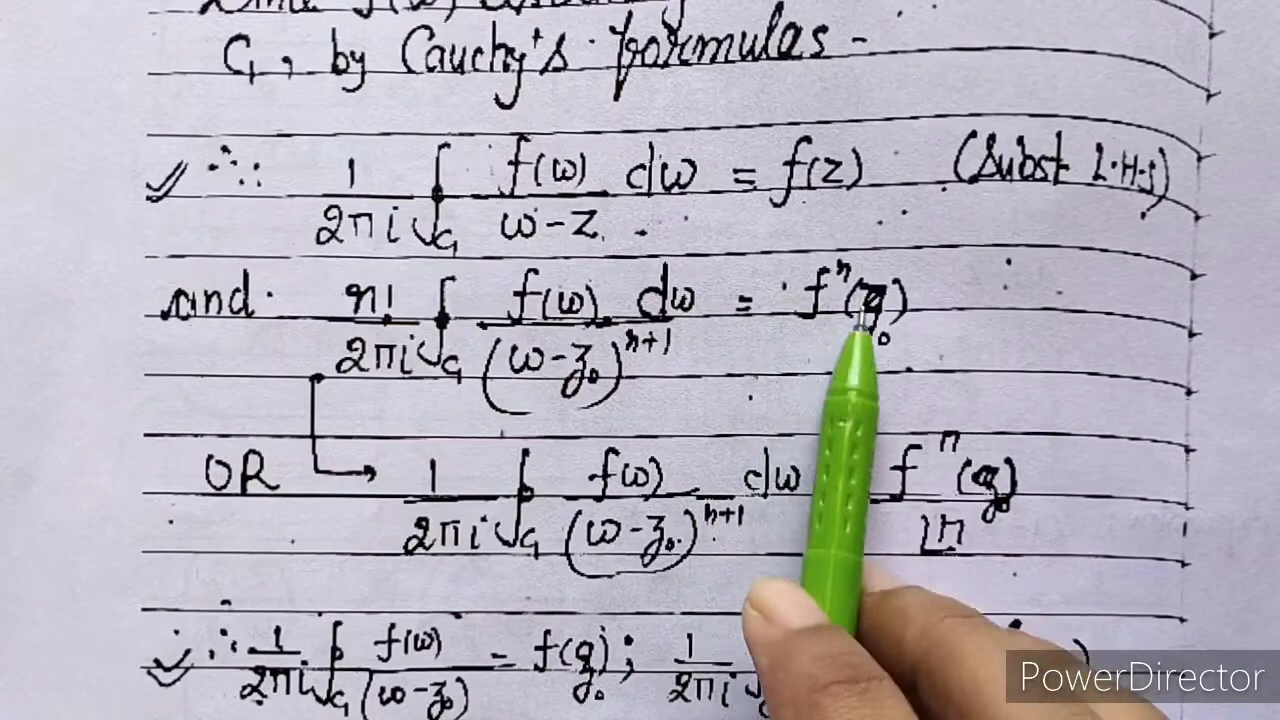 C₁, by Cauchy's formulas -
∴ 1/2πi ∮C₁ f(ω)/ω-z dω = f(z) (Subst L.H.S)
and n!/2πi ∮C₁ f(ω)/(ω-z₀)ⁿ⁺¹ dω = fⁿ(z₀)
OR 1/2πi ∮C₁ f(ω)/(ω-z₀)ⁿ⁺¹ dω fⁿ(z₀)/∟n
∴ 1/2πi ∮C₁ f(ω)/(ω-z₀) = f(z₀); 1/2πi
PowerDirector